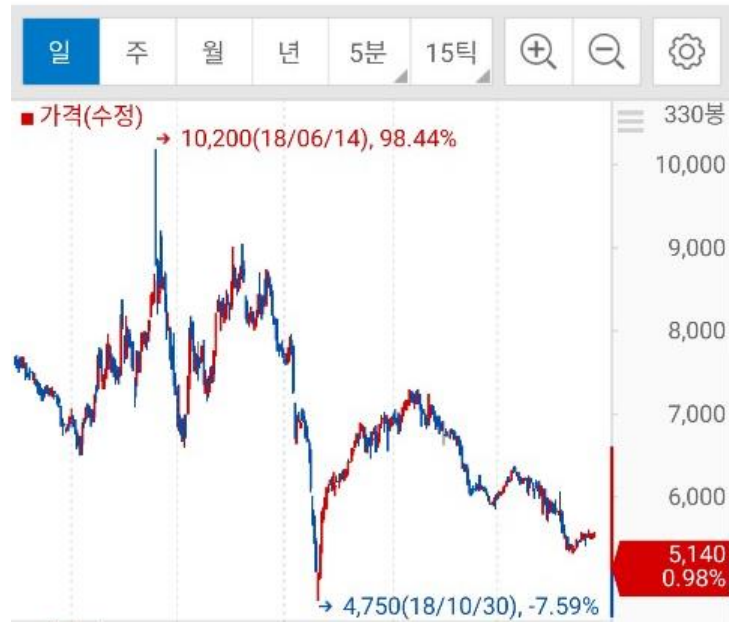 일 주 월 년 5분 15틱
가격(수정)
330봉
→ 10,200(18/06/14), 98.44%
10,000
9,000
8,000
7,000
6,000
5,140
0.98%
→ 4,750(18/10/30), -7.59%